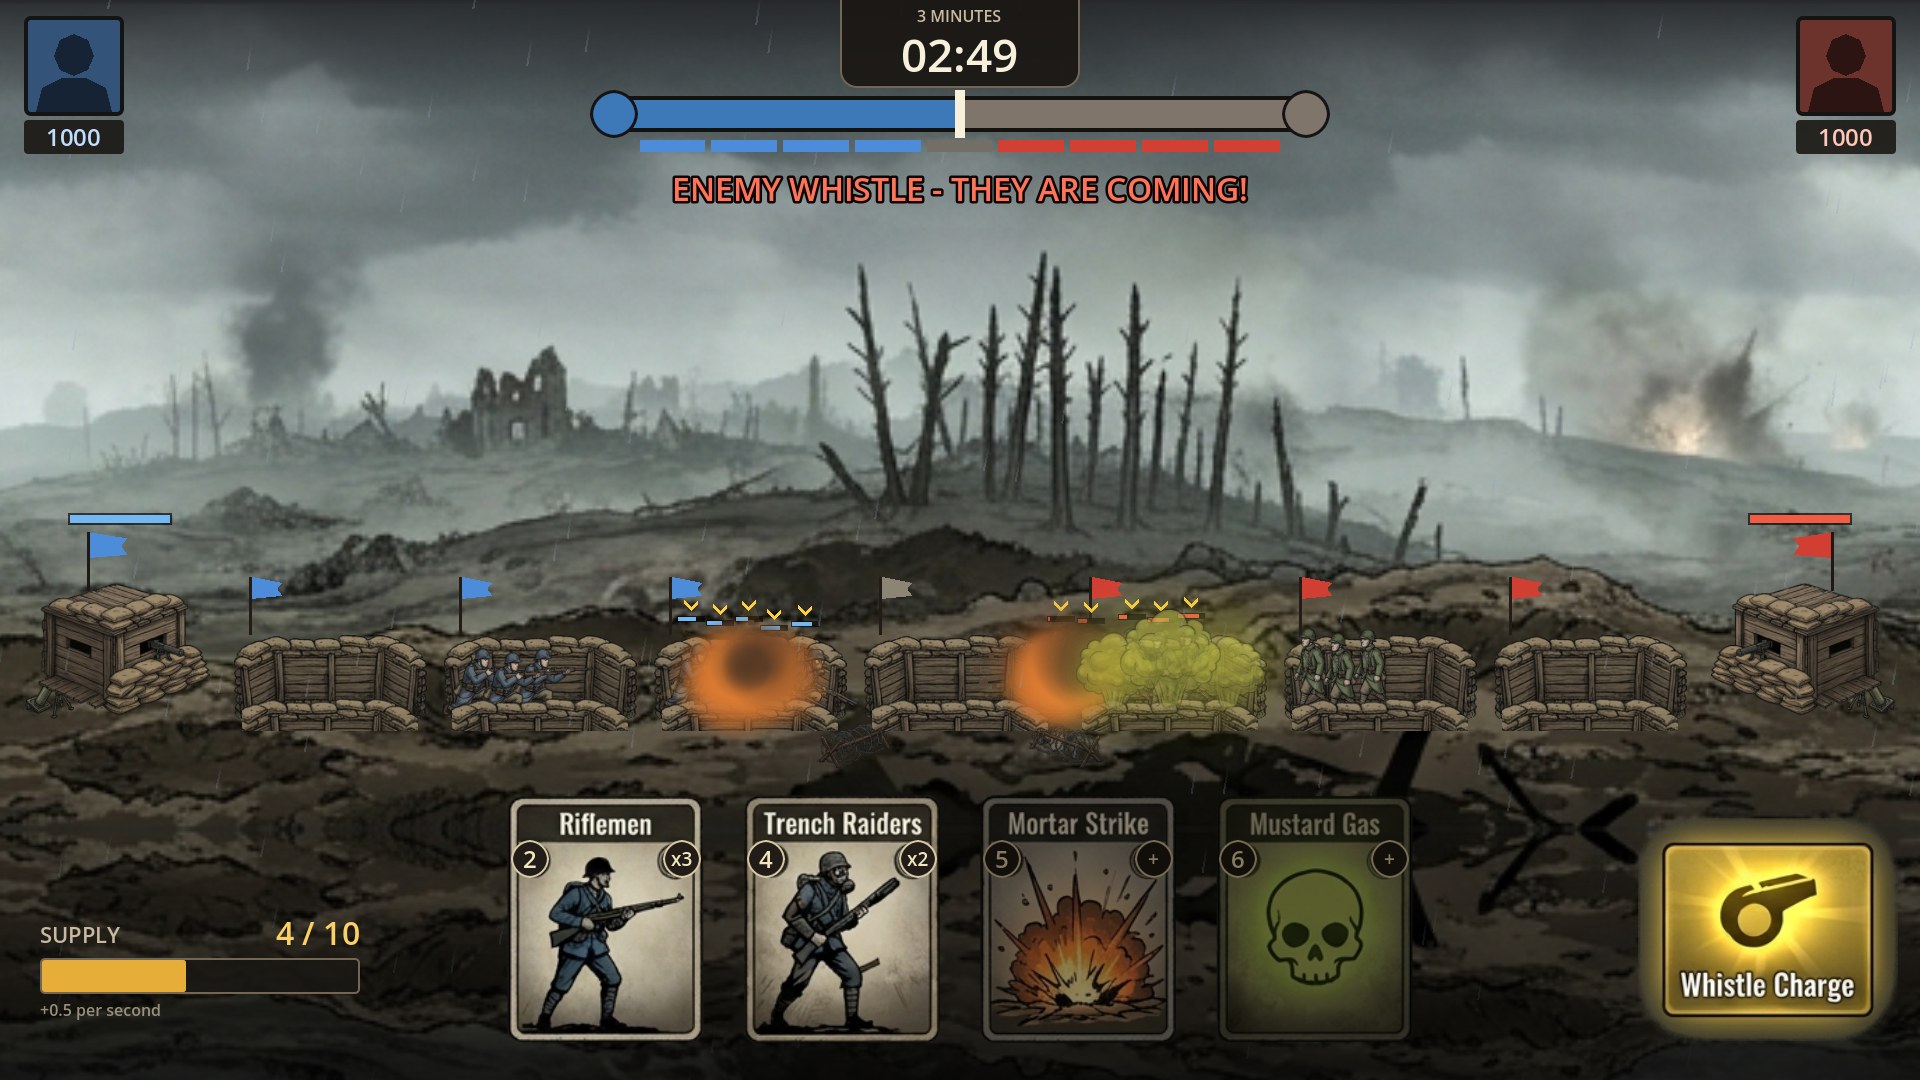 3 MINUTES
02:49
1000
1000
ENEMY WHISTLE - THEY ARE COMING!
Riflemen
2
x3
Trench Raiders
4
x2
Mortar Strike
5
+
Mustard Gas
6
+
SUPPLY
4 / 10
+0.5 per second
Whistle Charge